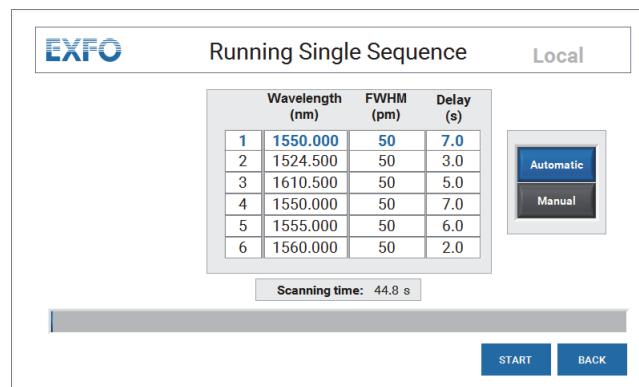 EXFO Running Single Sequence Local
Wavelength (nm) FWHM (pm) Delay (s)
1 1550.000 50 7.0
2 1524.500 50 3.0
3 1610.500 50 5.0
4 1550.000 50 7.0
5 1555.000 50 6.0
6 1560.000 50 2.0
Automatic
Manual
Scanning time: 44.8 s
START BACK